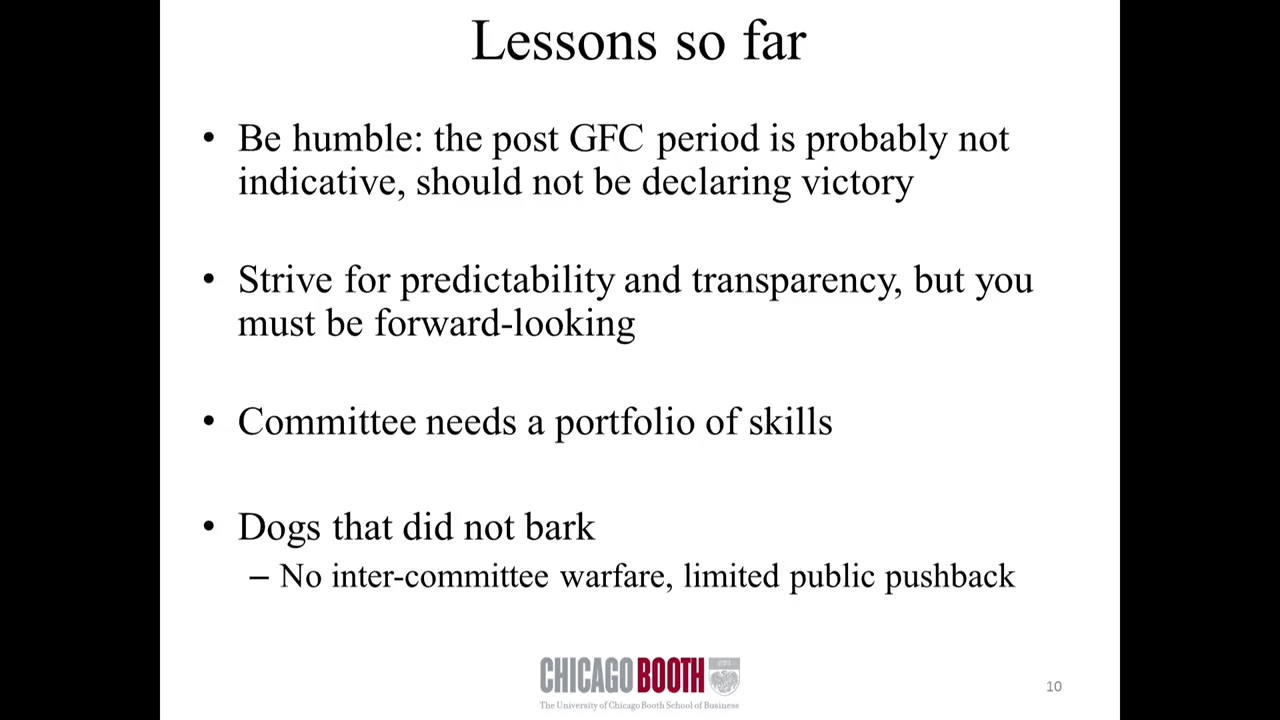 Lessons so far
• Be humble: the post GFC period is probably not
indicative, should not be declaring victory
• Strive for predictability and transparency, but you
must be forward-looking
• Committee needs a portfolio of skills
• Dogs that did not bark
– No inter-committee warfare, limited public pushback
CHICAGO BOOTH
The University of Chicago Booth School of Business
10